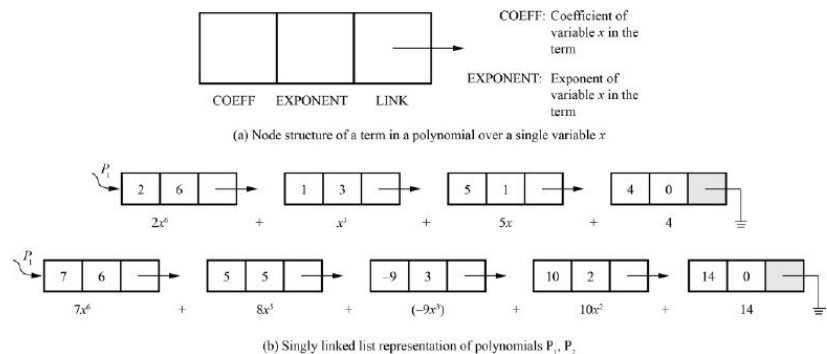 COEFF: Coefficient of
variable x in the
term
EXPONENT: Exponent of
variable x in the
term
COEFF EXPONENT LINK
(a) Node structure of a term in a polynomial over a single variable x
P₁
2 6 1 3 5 1 4 0
2x⁶ + x³ + 5x + 4
P₁
7 6 5 5 –9 3 10 2 14 0
7x⁶ + 8x⁵ + (–9x³) + 10x² + 14
(b) Singly linked list representation of polynomials P₁, P₂